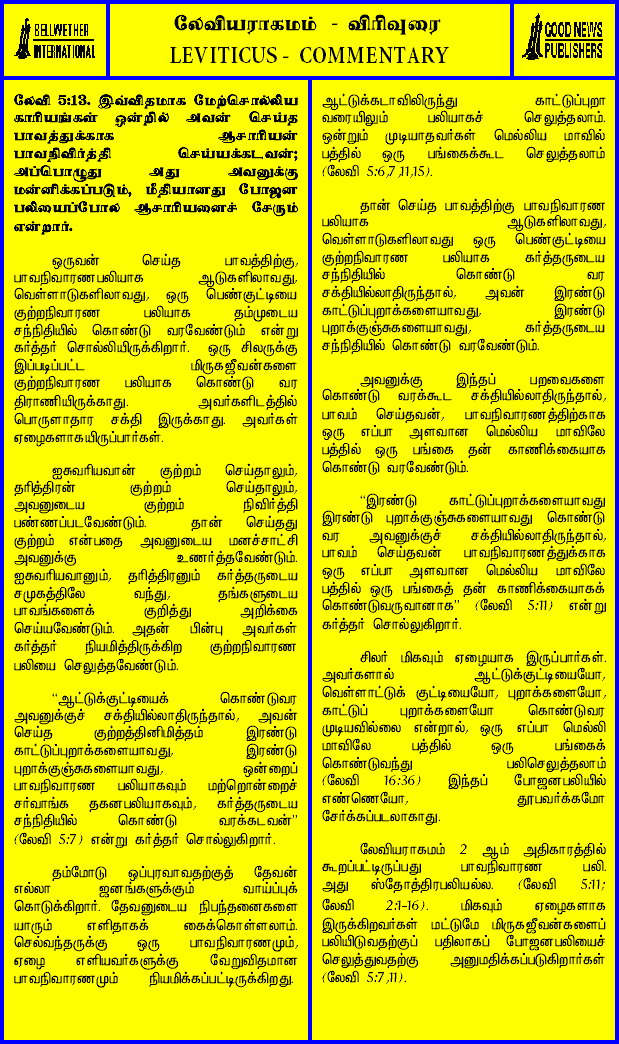 BELLWETHER
INTERNATIONAL
லேவியராகமம் - விரிவுரை
LEVITICUS - COMMENTARY
GOOD NEWS
PUBLISHERS
லேவி 5:13. இவ்விதமாக மேற்சொல்லிய
காரியங்கள் ஒன்றில் அவன் செய்த
பாவத்துக்காக ஆசாரியன்
பாவநிவிர்த்தி செய்யக்கடவன்;
அப்பொழுது அது அவனுக்கு
மன்னிக்கப்படும், மீதியானது போஜன
பலியைப்போல ஆசாரியனைச் சேரும்
என்றார்.
ஒருவன் செய்த பாவத்திற்கு,
பாவநிவாரணபலியாக ஆடுகளிலாவது,
வெள்ளாடுகளிலாவது, ஒரு பெண்குட்டியை
குற்றநிவாரண பலியாக தம்முடைய
சந்நிதியில் கொண்டு வரவேண்டும் என்று
கர்த்தர் சொல்லியிருக்கிறார். ஒரு சிலருக்கு
இப்படிப்பட்ட மிருகஜீவன்களை
குற்றநிவாரண பலியாக கொண்டு வர
திராணியிருக்காது. அவர்களிடத்தில்
பொருளாதார சக்தி இருக்காது. அவர்கள்
ஏழைகளாகயிருப்பார்கள்.
ஐசுவரியவான் குற்றம் செய்தாலும்,
தரித்திரன் குற்றம் செய்தாலும்,
அவனுடைய குற்றம் நிவிர்த்தி
பண்ணப்படவேண்டும். தான் செய்தது
குற்றம் என்பதை அவனுடைய மனச்சாட்சி
அவனுக்கு உணர்த்தவேண்டும்.
ஐசுவரியவானும், தரித்திரனும் கர்த்தருடைய
சமுகத்திலே வந்து, தங்களுடைய
பாவங்களைக் குறித்து அறிக்கை
செய்யவேண்டும். அதன் பின்பு அவர்கள்
கர்த்தர் நியமித்திருக்கிற குற்றநிவாரண
பலியை செலுத்தவேண்டும்.
“ஆட்டுக்குட்டியைக் கொண்டுவர
அவனுக்குச் சக்தியில்லாதிருந்தால், அவன்
செய்த குற்றத்தினிமித்தம் இரண்டு
காட்டுப்புறாக்களையாவது, இரண்டு
புறாக்குஞ்சுகளையாவது, ஒன்றைப்
பாவநிவாரண பலியாகவும் மற்றொன்றைச்
சர்வாங்க தகனபலியாகவும், கர்த்தருடைய
சந்நிதியில் கொண்டு வரக்கடவன்”
(லேவி 5:7) என்று கர்த்தர் சொல்லுகிறார்.
தம்மோடு ஒப்புரவாவதற்குத் தேவன்
எல்லா ஜனங்களுக்கும் வாய்ப்புக்
கொடுக்கிறார். தேவனுடைய நிபந்தனைகளை
யாரும் எளிதாகக் கைக்கொள்ளலாம்.
செல்வந்தருக்கு ஒரு பாவநிவாரணமும்,
ஏழை எளியவர்களுக்கு வேறுவிதமான
பாவநிவாரணமும் நியமிக்கப்பட்டிருக்கிறது.
ஆட்டுக்கடாவிலிருந்து காட்டுப்புறா
வரையிலும் பலியாகச் செலுத்தலாம்.
ஒன்றும் முடியாதவர்கள் மெல்லிய மாவில்
பத்தில் ஒரு பங்கைக்கூட செலுத்தலாம்
(லேவி 5:6,7,11,15).
தான் செய்த பாவத்திற்கு பாவநிவாரண
பலியாக ஆடுகளிலாவது,
வெள்ளாடுகளிலாவது ஒரு பெண்குட்டியை
குற்றநிவாரண பலியாக கர்த்தருடைய
சந்நிதியில் கொண்டு வர
சக்தியில்லாதிருந்தால், அவன் இரண்டு
காட்டுப்புறாக்களையாவது, இரண்டு
புறாக்குஞ்சுகளையாவது, கர்த்தருடைய
சந்நிதியில் கொண்டு வரவேண்டும்.
அவனுக்கு இந்தப் பறவைகளை
கொண்டு வரக்கூட சக்தியில்லாதிருந்தால்,
பாவம் செய்தவன், பாவநிவாரணத்திற்காக
ஒரு எப்பா அளவான மெல்லிய மாவிலே
பத்தில் ஒரு பங்கை தன் காணிக்கையாக
கொண்டு வரவேண்டும்.
“இரண்டு காட்டுப்புறாக்களையாவது
இரண்டு புறாக்குஞ்சுகளையாவது கொண்டு
வர அவனுக்குச் சக்தியில்லாதிருந்தால்,
பாவம் செய்தவன் பாவநிவாரணத்துக்காக
ஒரு எப்பா அளவான மெல்லிய மாவிலே
பத்தில் ஒரு பங்கைத் தன் காணிக்கையாகக்
கொண்டுவருவானாக” (லேவி 5:11) என்று
கர்த்தர் சொல்லுகிறார்.
சிலர் மிகவும் ஏழையாக இருப்பார்கள்.
அவர்களால் ஆட்டுக்குட்டியையோ,
வெள்ளாட்டுக் குட்டியையோ, புறாக்களையோ,
காட்டுப் புறாக்களையோ கொண்டுவர
முடியவில்லை என்றால், ஒரு எப்பா மெல்லி
மாவிலே பத்தில் ஒரு பங்கைக்
கொண்டுவந்து பலிசெலுத்தலாம்
(லேவி 16:36) இந்தப் போஜனபலியில்
எண்ணெயோ, தூபவர்க்கமோ
சேர்க்கப்படலாகாது.
லேவியராகமம் 2 ஆம் அதிகாரத்தில்
கூறப்பட்டிருப்பது பாவநிவாரண பலி.
அது ஸ்தோத்திரபலியல்ல. (லேவி 5:11;
லேவி 2:1-16). மிகவும் ஏழைகளாக
இருக்கிறவர்கள் மட்டுமே மிருகஜீவன்களைப்
பலியிடுவதற்குப் பதிலாகப் போஜனபலியைச்
செலுத்துவதற்கு அனுமதிக்கப்படுகிறார்கள்
(லேவி 5:7,11).